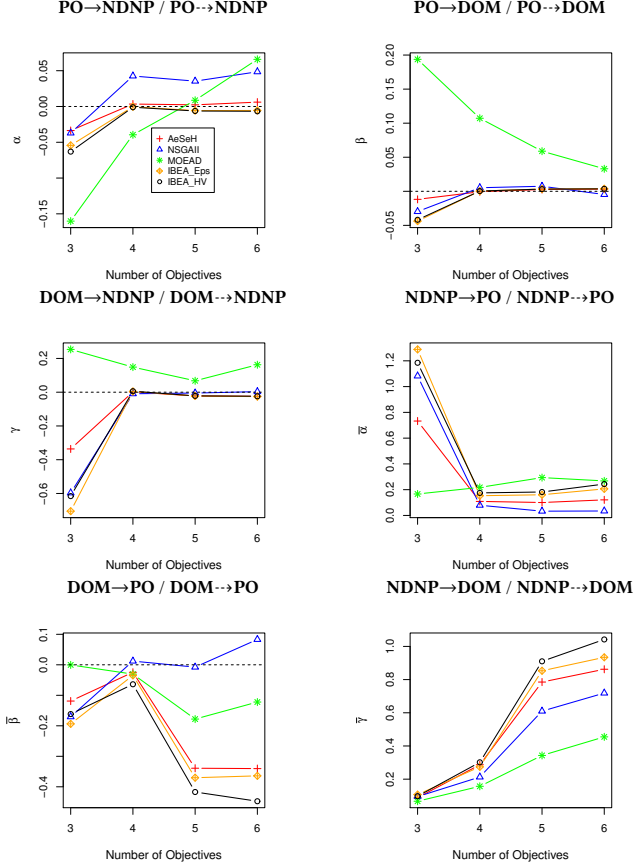 PO→NDNP / PO⇢NDNP
PO→DOM / PO⇢DOM
α
0.05
0.00
−0.05
−0.15
AeSeH
NSGAII
MOEAD
IBEA_Eps
IBEA_HV
3 4 5 6
Number of Objectives
β
0.20
0.15
0.10
0.05
−0.05
3 4 5 6
Number of Objectives
DOM→NDNP / DOM⇢NDNP
NDNP→PO / NDNP⇢PO
γ
0.2
0.0
−0.2
−0.4
−0.6
3 4 5 6
Number of Objectives
α̅
1.2
1.0
0.8
0.6
0.4
0.2
0.0
3 4 5 6
Number of Objectives
DOM→PO / DOM⇢PO
NDNP→DOM / NDNP⇢DOM
β̅
0.1
0.0
−0.2
−0.4
3 4 5 6
Number of Objectives
γ̅
1.0
0.8
0.6
0.4
0.2
3 4 5 6
Number of Objectives